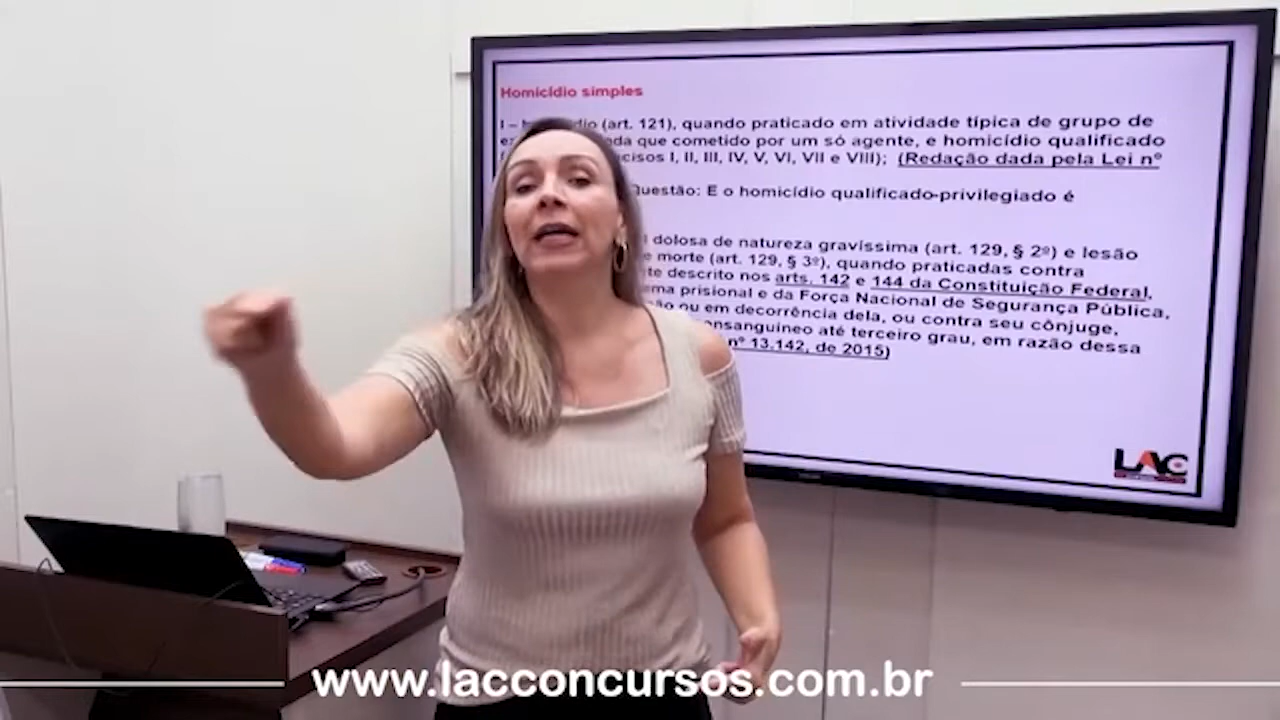 Homicídio simples
I – (art. 121), quando praticado em atividade típica de grupo de
que cometido por um só agente, e homicídio qualificado
I, II, III, IV, V, VI, VII e VIII); (Redação dada pela Lei nº
Questão: E o homicídio qualificado-privilegiado é
dolosa de natureza gravíssima (art. 129, § 2º) e lesão
morte (art. 129, § 3º), quando praticadas contra
descrito nos arts. 142 e 144 da Constituição Federal,
prisional e da Força Nacional de Segurança Pública,
ou em decorrência dela, ou contra seu cônjuge,
até terceiro grau, em razão dessa
nº 13.142, de 2015)
LAC
www.lacconcursos.com.br